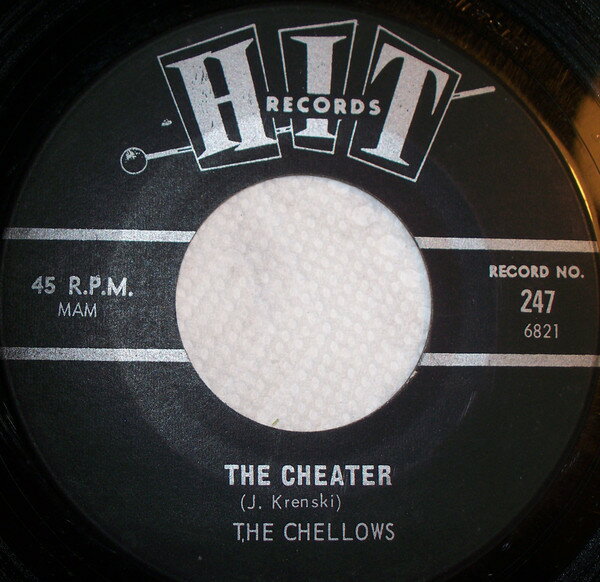 HIT
RECORDS
45 R.P.M.
MAM
RECORD NO.
247
6821
THE CHEATER
(J. Krenski)
THE CHELLOWS